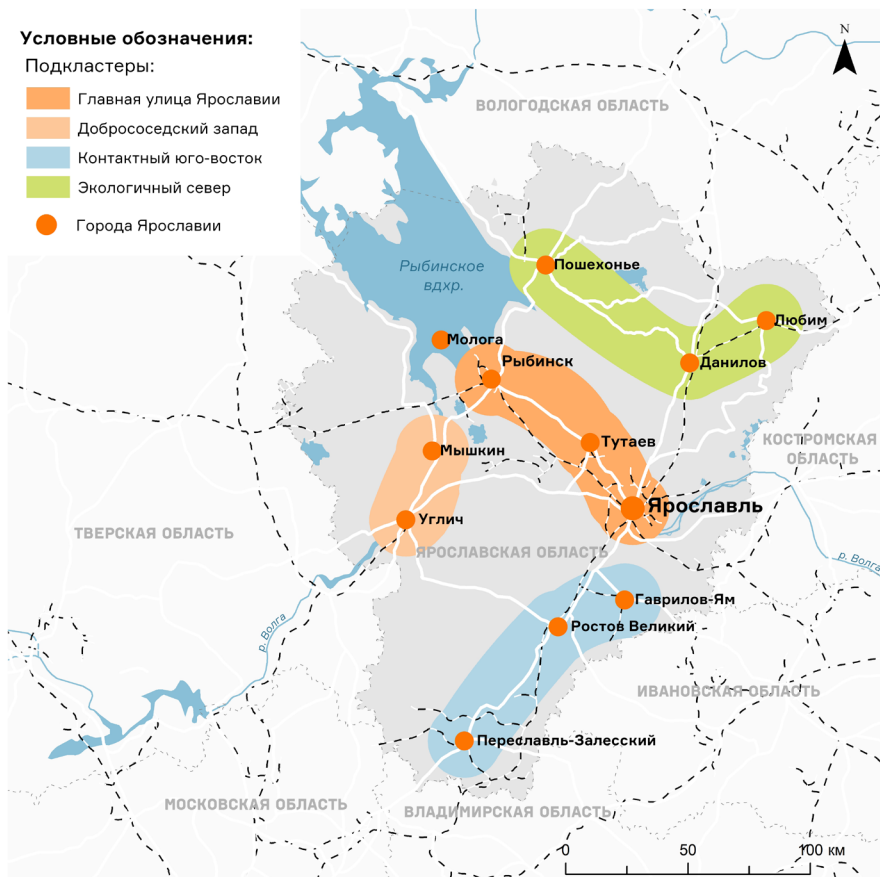 Условные обозначения:
Подкластеры:
Главная улица Ярославии
Добрососедский запад
Контактный юго-восток
Экологичный север
Города Ярославии
N
ВОЛОГОДСКАЯ ОБЛАСТЬ
Рыбинское
вдхр.
Пошехонье
Любим
Молога
Рыбинск
Данилов
Тутаев
КОСТРОМСКАЯ
ОБЛАСТЬ
Мышкин
Ярославль
Углич
ТВЕРСКАЯ ОБЛАСТЬ
ЯРОСЛАВСКАЯ ОБЛАСТЬ
р. Волга
Гаврилов-Ям
Ростов Великий
р. Волга
ИВАНОВСКАЯ ОБЛАСТЬ
Переславль-Залесский
МОСКОВСКАЯ ОБЛАСТЬ
ВЛАДИМИРСКАЯ ОБЛАСТЬ
0 50 100 км